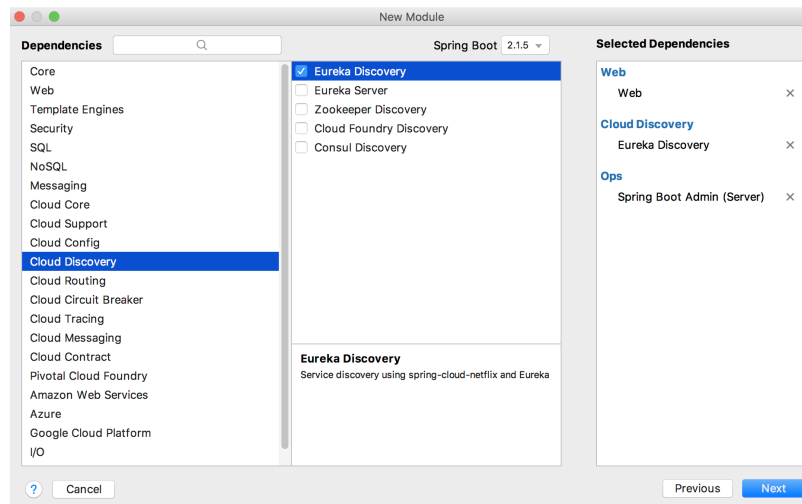 New Module
Dependencies
Spring Boot 2.1.5
Selected Dependencies
Core
Web
Template Engines
Security
SQL
NoSQL
Messaging
Cloud Core
Cloud Support
Cloud Config
Cloud Discovery
Cloud Routing
Cloud Circuit Breaker
Cloud Tracing
Cloud Messaging
Cloud Contract
Pivotal Cloud Foundry
Amazon Web Services
Azure
Google Cloud Platform
I/O
Eureka Discovery
Eureka Server
Zookeeper Discovery
Cloud Foundry Discovery
Consul Discovery
Eureka Discovery
Service discovery using spring-cloud-netflix and Eureka
Web
Web
Cloud Discovery
Eureka Discovery
Ops
Spring Boot Admin (Server)
?
Cancel
Previous
Next